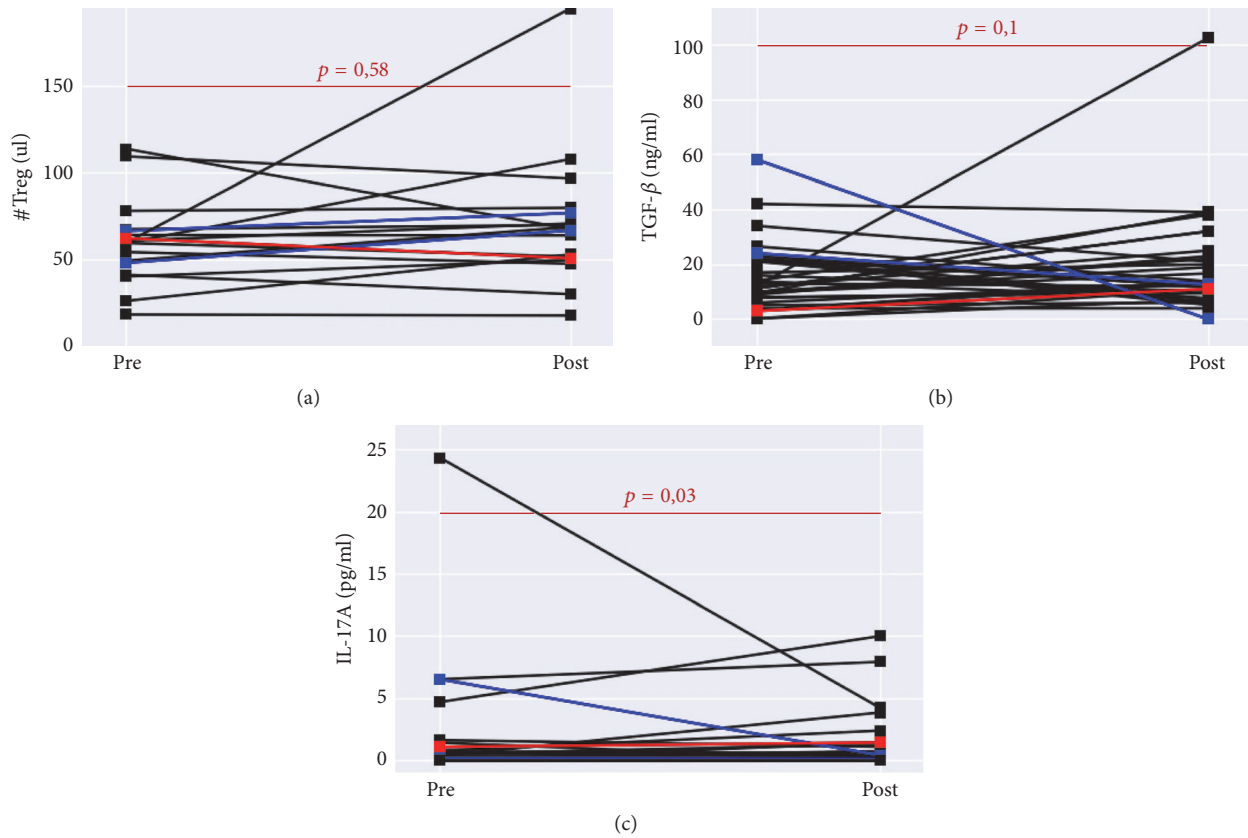 p = 0,58
#Treg (ul)
150
100
50
0
Pre
Post
(a)
p = 0,1
TGF-β (ng/ml)
100
80
60
40
20
0
Pre
Post
(b)
p = 0,03
IL-17A (pg/ml)
25
20
15
10
5
0
Pre
Post
(c)